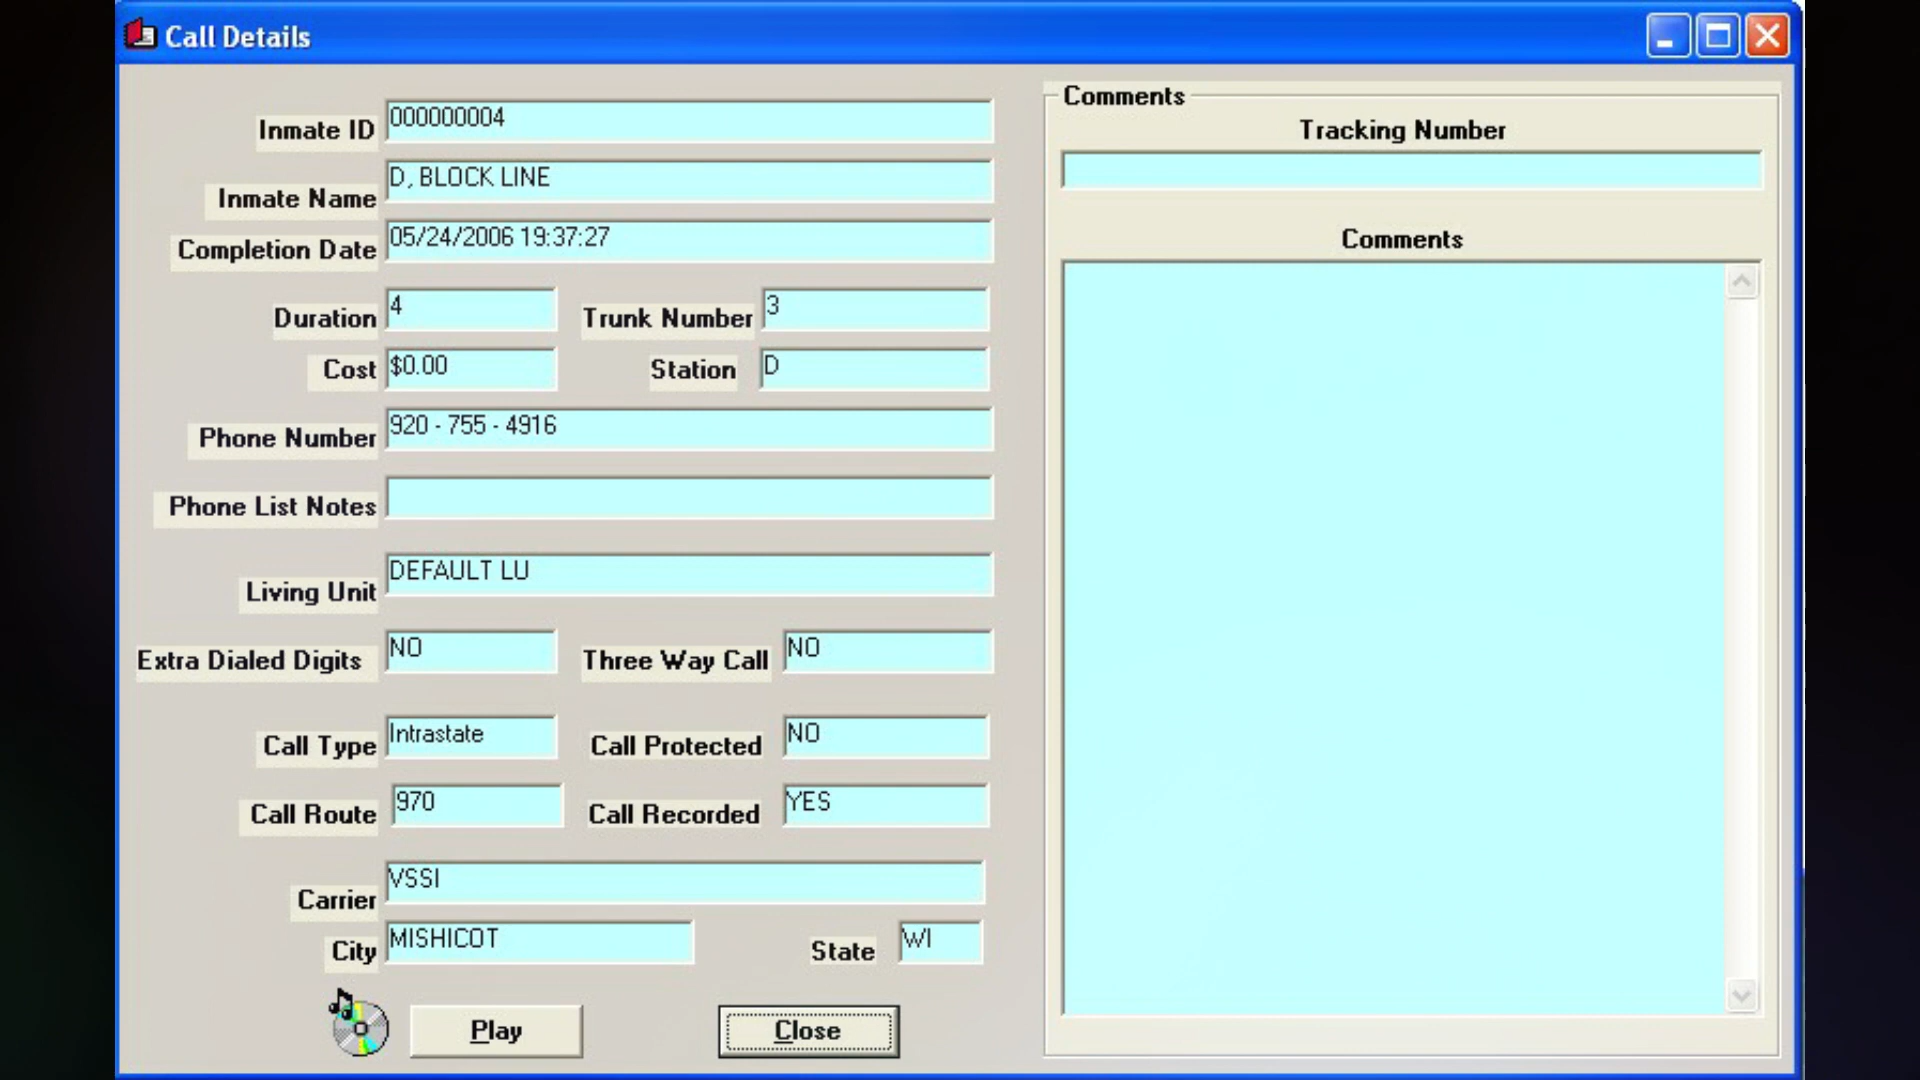 Call Details
Inmate ID 000000004
Inmate Name D, BLOCK LINE
Completion Date 05/24/2006 19:37:27
Duration 4 Trunk Number 3
Cost $0.00 Station D
Phone Number 920 - 755 - 4916
Phone List Notes
Living Unit DEFAULT LU
Extra Dialed Digits NO Three Way Call NO
Call Type Intrastate Call Protected NO
Call Route 970 Call Recorded YES
Carrier VSSI
City MISHICOT State WI
Play Close
Comments
Tracking Number
Comments